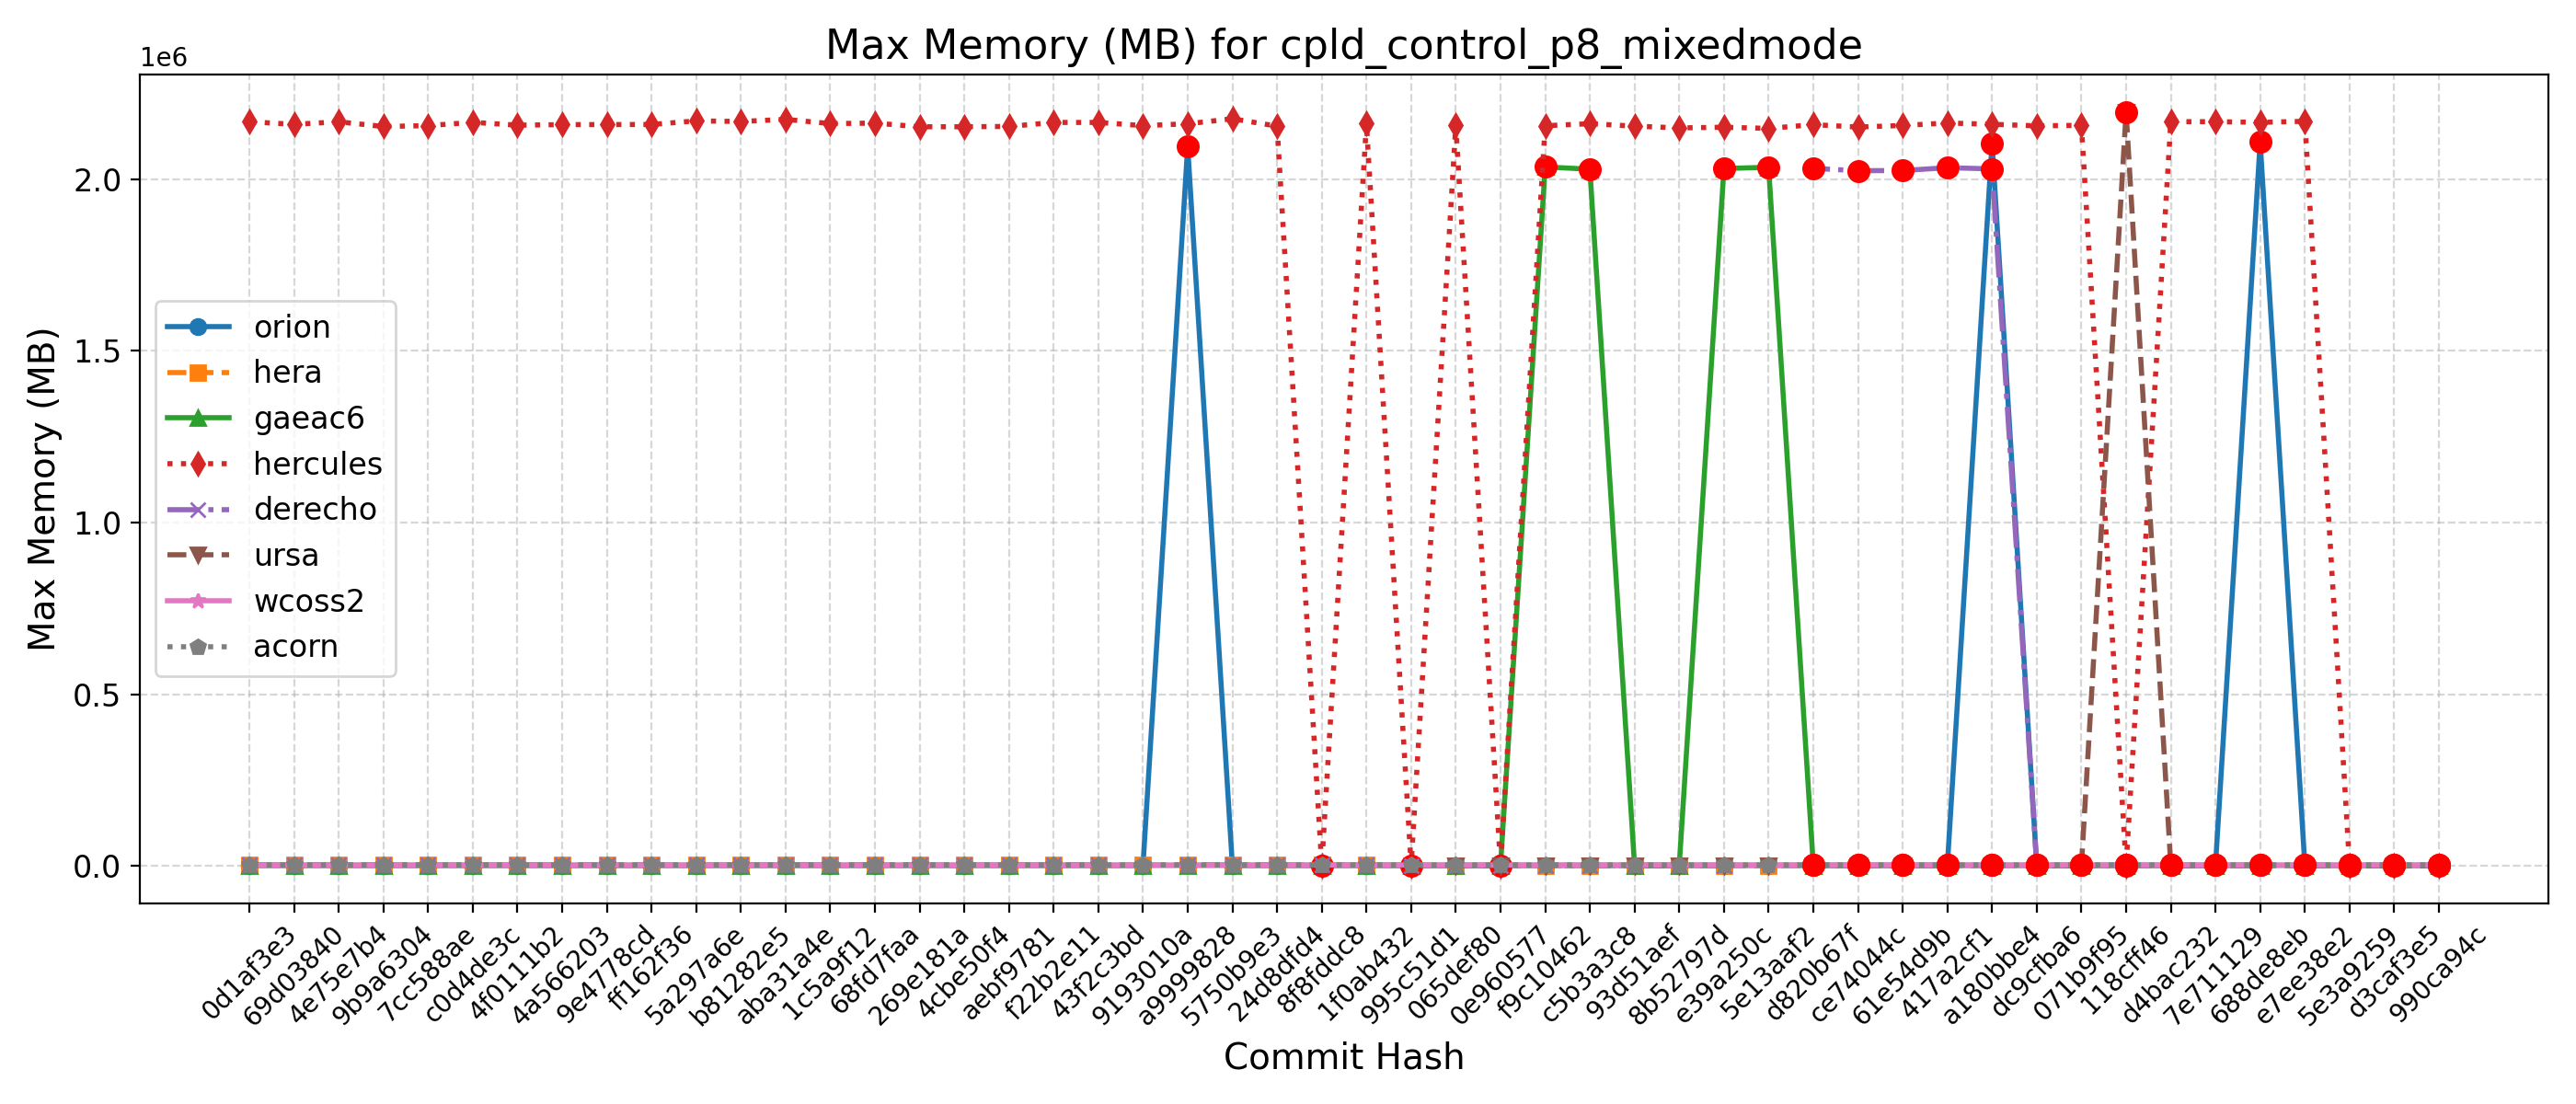 Max Memory (MB) for cpld_control_p8_mixedmode
1e6
2.0
1.5
1.0
0.5
0.0
Max Memory (MB)
orion
hera
gaeac6
hercules
derecho
ursa
wcoss2
acorn
0d1af3e3
69d03840
4e75e7b4
9b9a6304
7cc588ae
c0d4de3c
4f0111b2
4a566203
9e4778cd
ff162f36
5a297a6e
b81282e5
aba31a4e
1c5a9f12
68fd7faa
269e181a
4cbe50f4
aebf9781
f22b2e11
43f2c3bd
9193010a
a9999828
5750b9e3
24d8dfd4
8f8fddc8
1f0ab432
995c51d1
065def80
0e960577
f9c10462
c5b3a3c8
93d51aef
8b52797d
e39a250c
5e13aaf2
d820b67f
ce74044c
61e54d9b
417a2cf1
a180bbe4
dc9cfba6
071b9f95
118cff46
d4bac232
7e711129
688de8eb
e7ee38e2
5e3a9259
d3caf3e5
990ca94c
Commit Hash